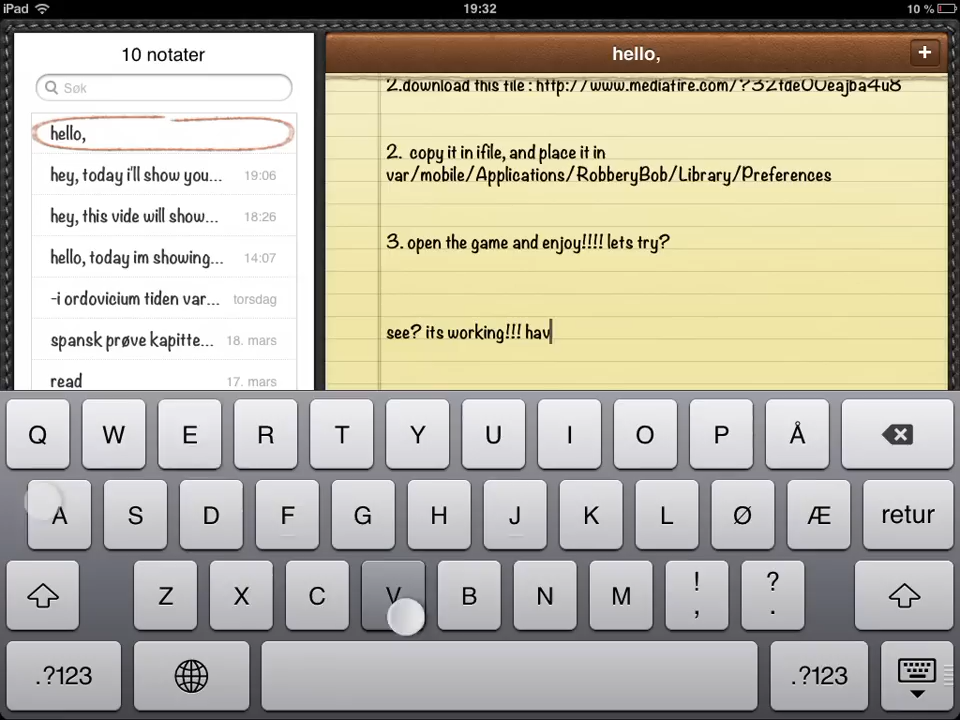 iPad
19:32
10 %
10 notater
Søk
hello,
hey, today i'll show you... 19:06
hey, this vide will show... 18:26
hello, today im showing... 14:07
-i ordovicium tiden var... torsdag
spansk prøve kapitte... 18. mars
read 17. mars
hello,
+
2.download this file : http://www.mediafire.com/?32fde00eajba4u8
2. copy it in ifile, and place it in
var/mobile/Applications/RobberyBob/Library/Preferences
3. open the game and enjoy!!!! lets try?
see? its working!!! hav
Q W E R T Y U I O P Å
A S D F G H J K L Ø Æ retur
Z X C V B N M ! , ? .
.?123 .?123